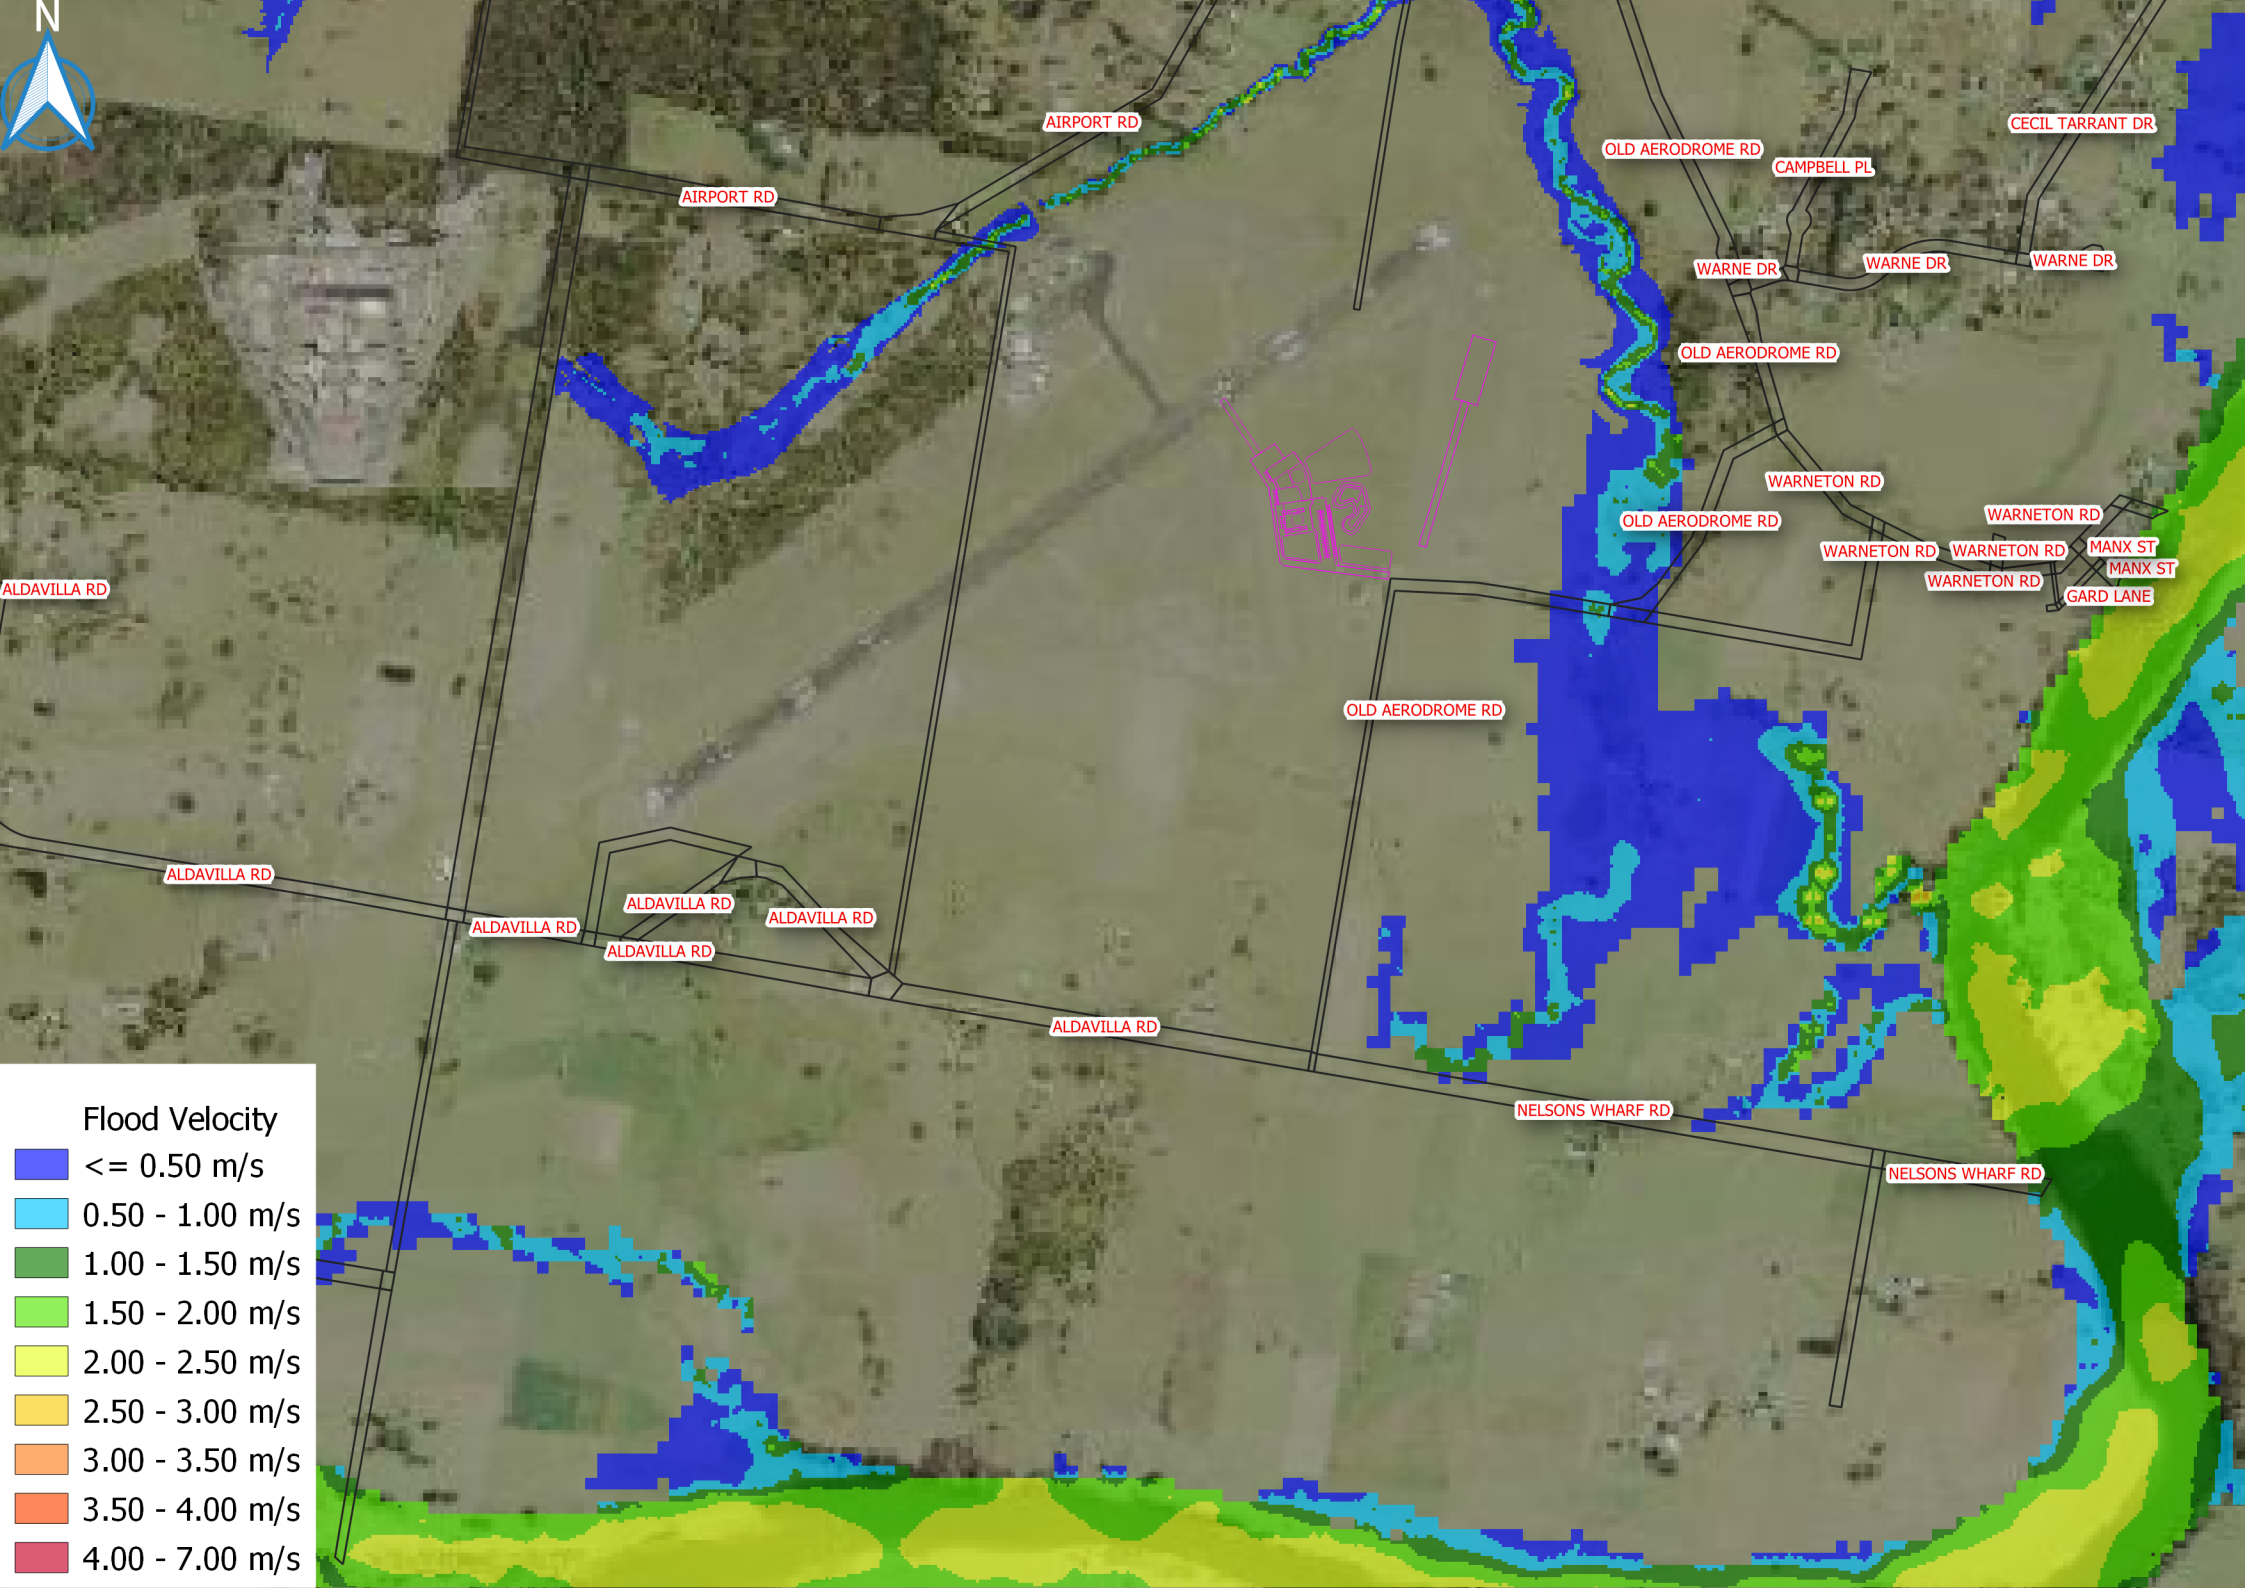 N
AIRPORT RD
CECIL TARRANT DR
OLD AERODROME RD
CAMPBELL PL
AIRPORT RD
WARNE DR
WARNE DR
WARNE DR
OLD AERODROME RD
WARNETON RD
WARNETON RD
OLD AERODROME RD
WARNETON RD
WARNETON RD
MANX ST
MANX ST
WARNETON RD
GARD LANE
ALDAVILLA RD
OLD AERODROME RD
ALDAVILLA RD
ALDAVILLA RD
ALDAVILLA RD
ALDAVILLA RD
ALDAVILLA RD
ALDAVILLA RD
NELSONS WHARF RD
NELSONS WHARF RD
Flood Velocity
<= 0.50 m/s
0.50 - 1.00 m/s
1.00 - 1.50 m/s
1.50 - 2.00 m/s
2.00 - 2.50 m/s
2.50 - 3.00 m/s
3.00 - 3.50 m/s
3.50 - 4.00 m/s
4.00 - 7.00 m/s